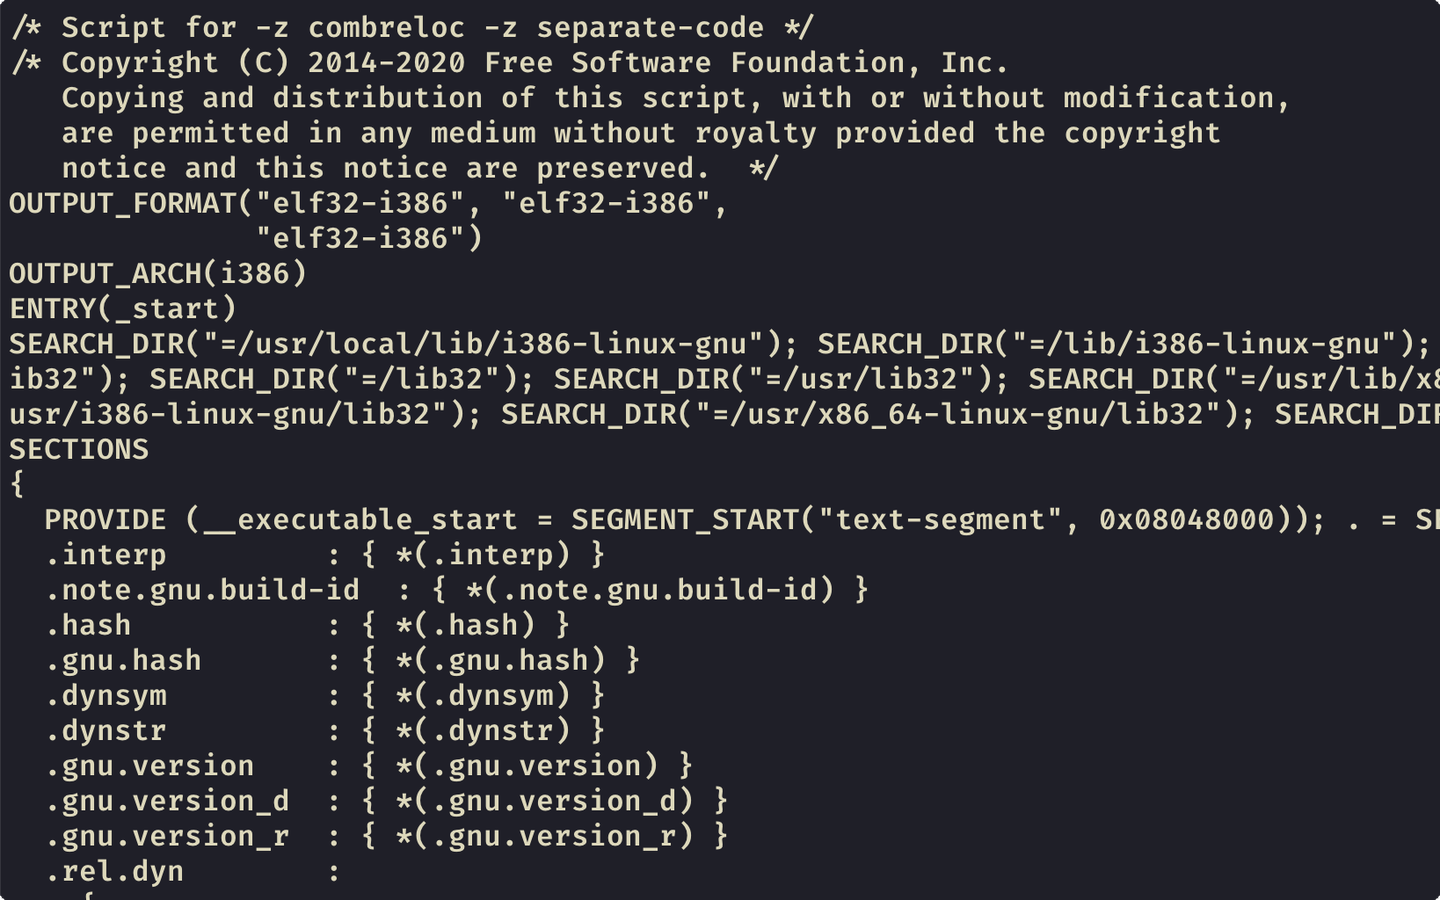 /* Script for -z combreloc -z separate-code */
/* Copyright (C) 2014-2020 Free Software Foundation, Inc.
   Copying and distribution of this script, with or without modification,
   are permitted in any medium without royalty provided the copyright
   notice and this notice are preserved.  */
OUTPUT_FORMAT("elf32-i386", "elf32-i386",
              "elf32-i386")
OUTPUT_ARCH(i386)
ENTRY(_start)
SEARCH_DIR("=/usr/local/lib/i386-linux-gnu"); SEARCH_DIR("=/lib/i386-linux-gnu");
ib32"); SEARCH_DIR("=/lib32"); SEARCH_DIR("=/usr/lib32"); SEARCH_DIR("=/usr/lib/x8
usr/i386-linux-gnu/lib32"); SEARCH_DIR("=/usr/x86_64-linux-gnu/lib32"); SEARCH_DIR
SECTIONS
{
  PROVIDE (__executable_start = SEGMENT_START("text-segment", 0x08048000)); . = SE
  .interp         : { *(.interp) }
  .note.gnu.build-id  : { *(.note.gnu.build-id) }
  .hash           : { *(.hash) }
  .gnu.hash       : { *(.gnu.hash) }
  .dynsym         : { *(.dynsym) }
  .dynstr         : { *(.dynstr) }
  .gnu.version    : { *(.gnu.version) }
  .gnu.version_d  : { *(.gnu.version_d) }
  .gnu.version_r  : { *(.gnu.version_r) }
  .rel.dyn        :
    {